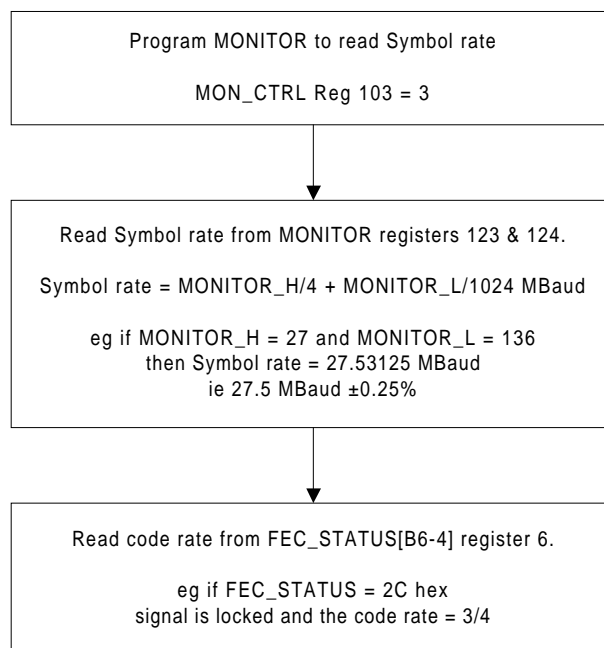 Program MONITOR to read Symbol rate
MON_CTRL Reg 103 = 3
Read Symbol rate from MONITOR registers 123 & 124.
Symbol rate = MONITOR_H/4 + MONITOR_L/1024 MBaud
eg if MONITOR_H = 27 and MONITOR_L = 136
then Symbol rate = 27.53125 MBaud
ie 27.5 MBaud ±0.25%
Read code rate from FEC_STATUS[B6-4] register 6.
eg if FEC_STATUS = 2C hex
signal is locked and the code rate = 3/4